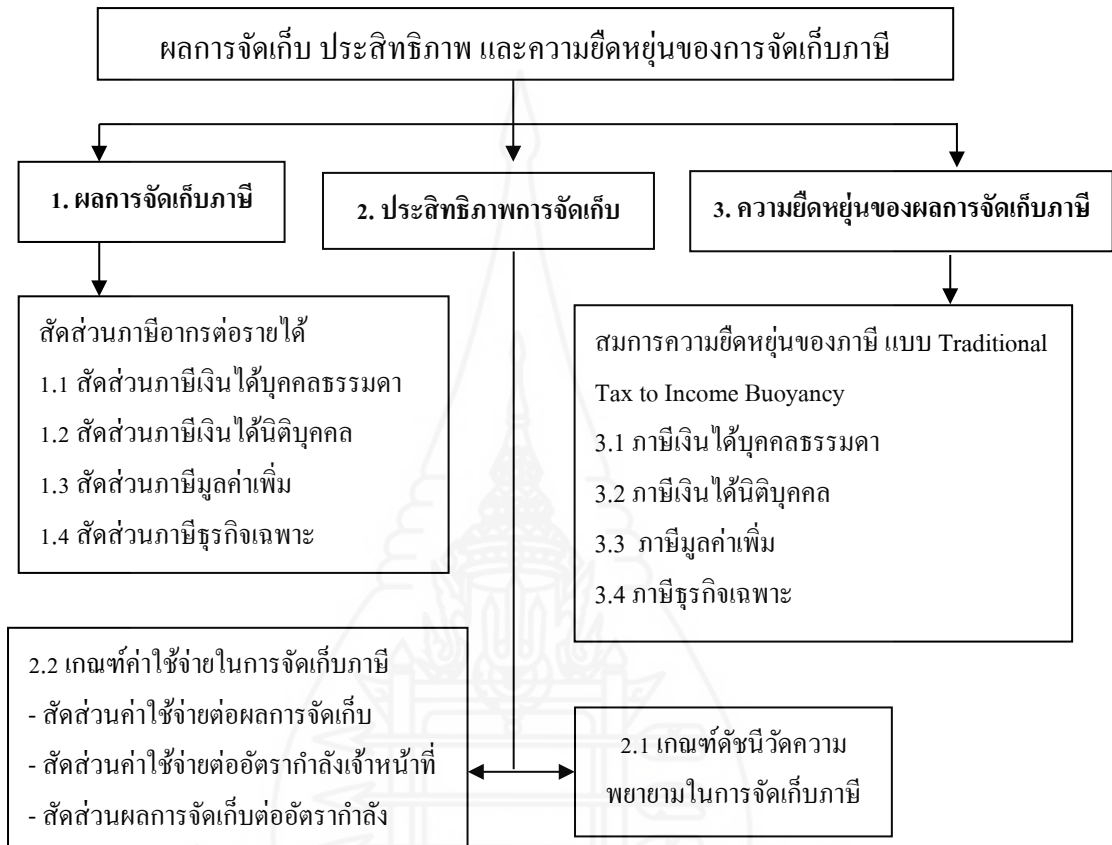 ผลการจัดเก็บ ประสิทธิภาพ และความยืดหยุ่นของการจัดเก็บภาษี
1. ผลการจัดเก็บภาษี
2. ประสิทธิภาพการจัดเก็บ
3. ความยืดหยุ่นของผลการจัดเก็บภาษี
สัดส่วนภาษีอากรต่อรายได้
1.1 สัดส่วนภาษีเงินได้บุคคลธรรมดา
1.2 สัดส่วนภาษีเงินได้นิติบุคคล
1.3 สัดส่วนภาษีมูลค่าเพิ่ม
1.4 สัดส่วนภาษีธุรกิจเฉพาะ
สมการความยืดหยุ่นของภาษี แบบ Traditional
Tax to Income Buoyancy
3.1 ภาษีเงินได้บุคคลธรรมดา
3.2 ภาษีเงินได้นิติบุคคล
3.3 ภาษีมูลค่าเพิ่ม
3.4 ภาษีธุรกิจเฉพาะ
2.2 เกณฑ์ค่าใช้จ่ายในการจัดเก็บภาษี
- สัดส่วนค่าใช้จ่ายต่อผลการจัดเก็บ
- สัดส่วนค่าใช้จ่ายต่ออัตรากำลังเจ้าหน้าที่
- สัดส่วนผลการจัดเก็บต่ออัตรากำลัง
2.1 เกณฑ์ดัชนีวัดความ
พยายามในการจัดเก็บภาษี